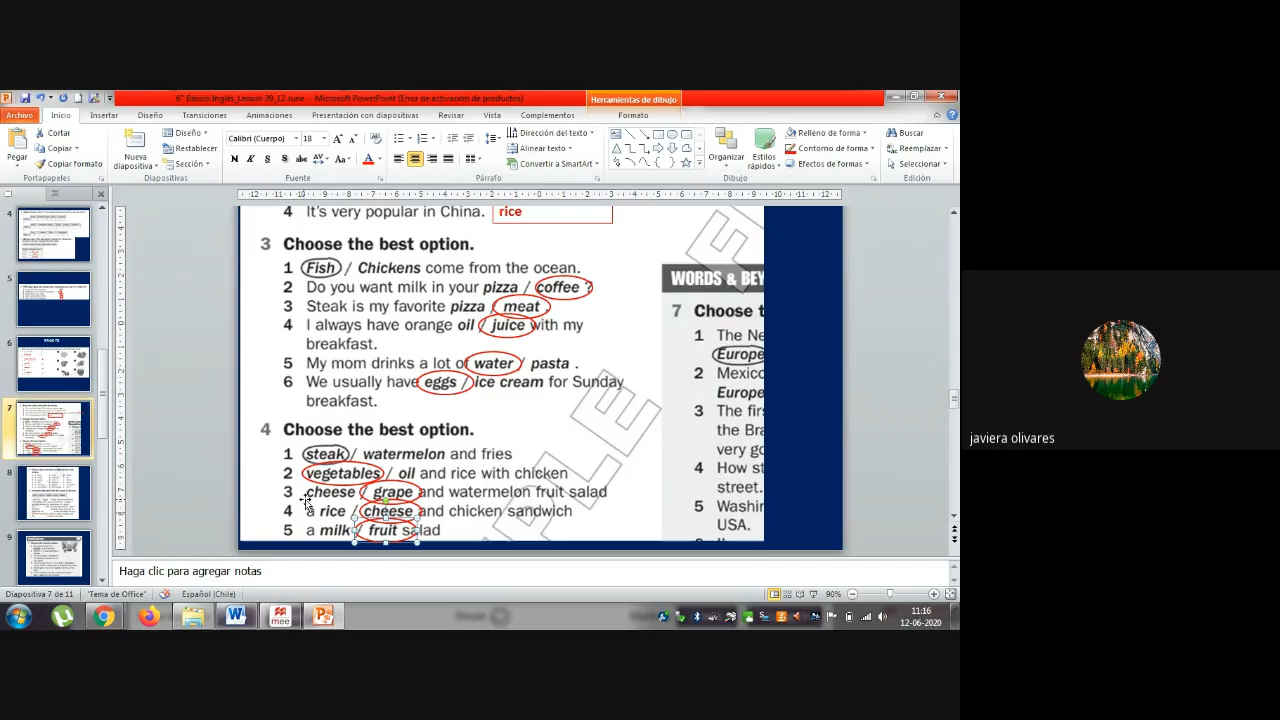 6° Básico Inglés_Lesson 39_12 June - Microsoft PowerPoint (Error de activación de productos)
Herramientas de dibujo
Archivo Inicio Insertar Diseño Transiciones Animaciones Presentación con diapositivas Revisar Vista Complementos Formato
Pegar
Cortar
Copiar
Copiar formato
Portapapeles
Nueva diapositiva
Diseño
Restablecer
Sección
Diapositivas
Calibri (Cuerpo) 18
Fuente
Dirección del texto
Alinear texto
Convertir a SmartArt
Párrafo
Organizar
Estilos rápidos
Relleno de forma
Contorno de forma
Efectos de formas
Dibujo
Buscar
Reemplazar
Seleccionar
Edición
4
5
6
7
8
9
4 It's very popular in China. rice
3 Choose the best option.
1 Fish / Chickens come from the ocean.
2 Do you want milk in your pizza / coffee ?
3 Steak is my favorite pizza / meat
4 I always have orange oil / juice with my
breakfast.
5 My mom drinks a lot of water / pasta .
6 We usually have eggs / ice cream for Sunday
breakfast.
4 Choose the best option.
1 steak / watermelon and fries
2 vegetables / oil and rice with chicken
3 cheese / grape and watermelon fruit salad
4 a rice / cheese and chicken sandwich
5 a milk / fruit salad
WORDS & BEY
7 Choose t
1 The Ne
Europe
2 Mexico
Europe
3 The firs
the Bra
very go
4 How st
street.
5 Washin
USA.
javiera olivares
Haga clic para agregar notas
Diapositiva 7 de 11 "Tema de Office" Español (Chile) 90%
mee
11:16
12-06-2020